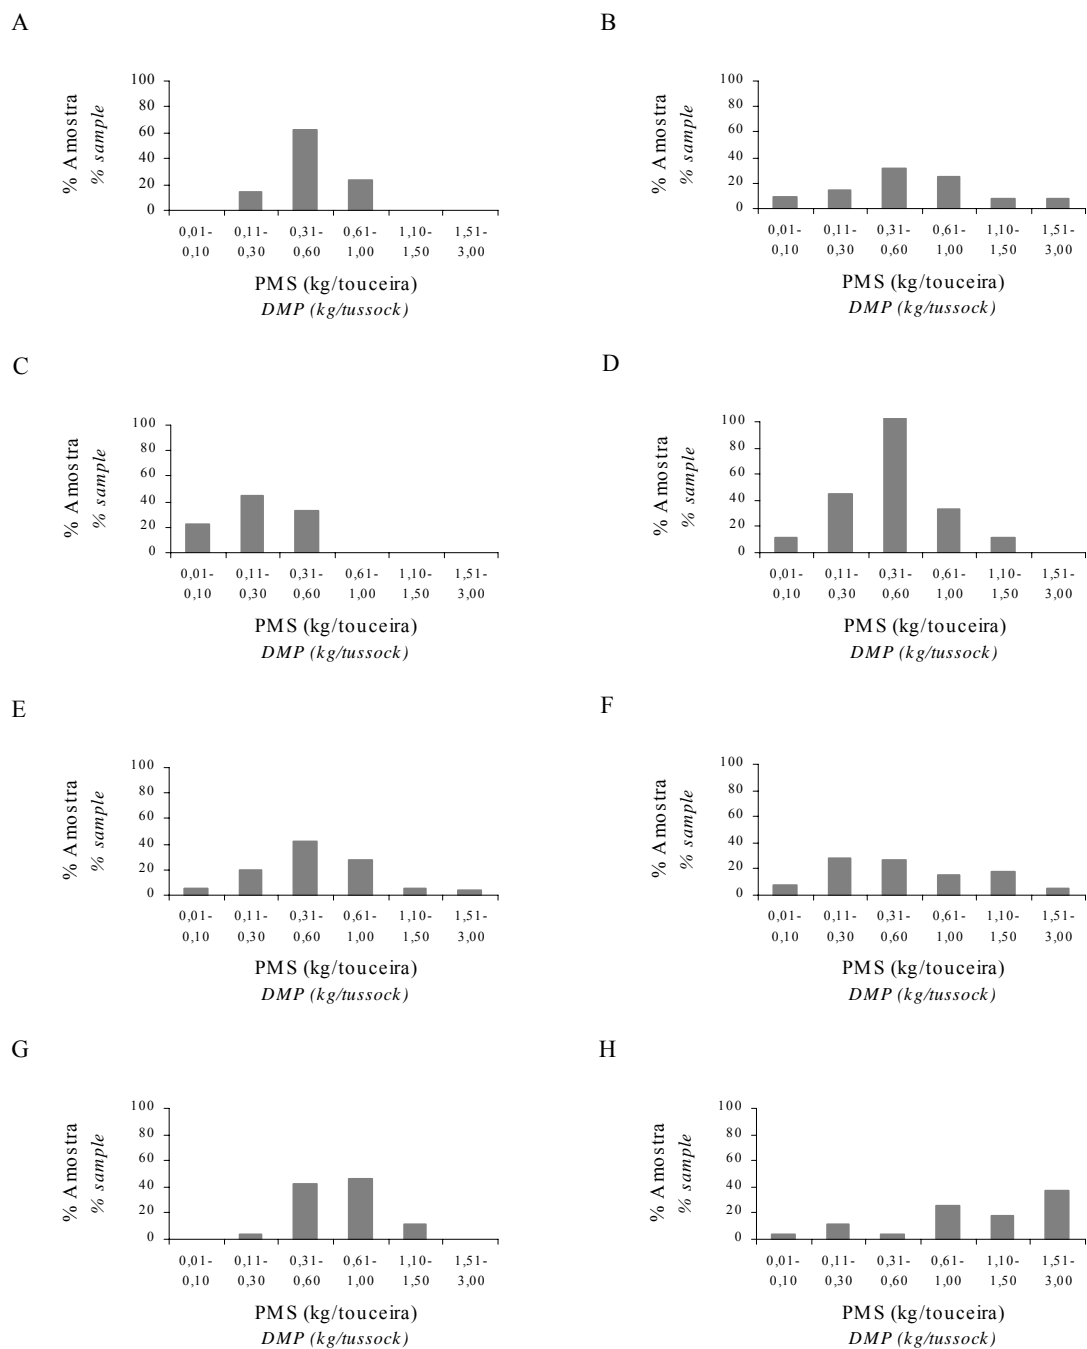 A
% Amostra
% sample
100
80
60
40
20
0
0,01- 0,11- 0,31- 0,61- 1,10- 1,51-
0,10 0,30 0,60 1,00 1,50 3,00
PMS (kg/touceira)
DMP (kg/tussock)
B
% Amostra
% sample
100
80
60
40
20
0
0,01- 0,11- 0,31- 0,61- 1,10- 1,51-
0,10 0,30 0,60 1,00 1,50 3,00
PMS (kg/touceira)
DMP (kg/tussock)
C
% Amostra
% sample
100
80
60
40
20
0
0,01- 0,11- 0,31- 0,61- 1,10- 1,51-
0,10 0,30 0,60 1,00 1,50 3,00
PMS (kg/touceira)
DMP (kg/tussock)
D
% Amostra
% sample
100
80
60
40
20
0
0,01- 0,11- 0,31- 0,61- 1,10- 1,51-
0,10 0,30 0,60 1,00 1,50 3,00
PMS (kg/touceira)
DMP (kg/tussock)
E
% Amostra
% sample
100
80
60
40
20
0
0,01- 0,11- 0,31- 0,61- 1,10- 1,51-
0,10 0,30 0,60 1,00 1,50 3,00
PMS (kg/touceira)
DMP (kg/tussock)
F
% Amostra
% sample
100
80
60
40
20
0
0,01- 0,11- 0,31- 0,61- 1,10- 1,51-
0,10 0,30 0,60 1,00 1,50 3,00
PMS (kg/touceira)
DMP (kg/tussock)
G
% Amostra
% sample
100
80
60
40
20
0
0,01- 0,11- 0,31- 0,61- 1,10- 1,51-
0,10 0,30 0,60 1,00 1,50 3,00
PMS (kg/touceira)
DMP (kg/tussock)
H
% Amostra
% sample
100
80
60
40
20
0
0,01- 0,11- 0,31- 0,61- 1,10- 1,51-
0,10 0,30 0,60 1,00 1,50 3,00
PMS (kg/touceira)
DMP (kg/tussock)